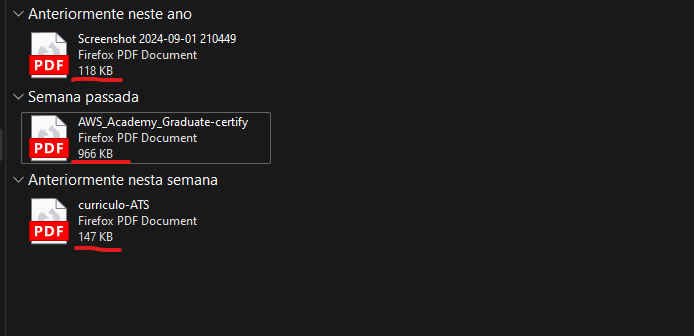 Anteriormente neste ano
Screenshot 2024-09-01 210449
Firefox PDF Document
118 KB
PDF
Semana passada
AWS_Academy_Graduate-certify
Firefox PDF Document
966 KB
PDF
Anteriormente nesta semana
curriculo-ATS
Firefox PDF Document
147 KB
PDF